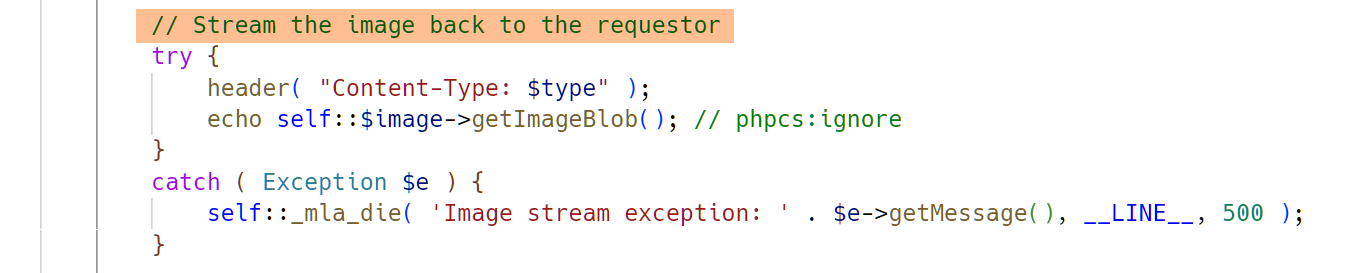 // Stream the image back to the requestor
try {
    header( "Content-Type: $type" );
    echo self::$image->getImageBlob(); // phpcs:ignore
}
catch ( Exception $e ) {
    self::_mla_die( 'Image stream exception: ' . $e->getMessage(), __LINE__, 500 );
}